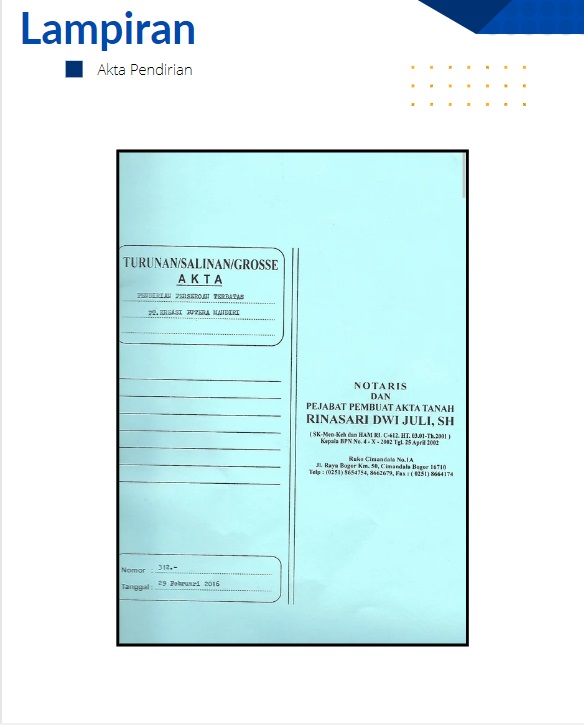 Lampiran
Akta Pendirian
TURUNAN/SALINAN/GROSSE
AKTA
PENDIRIAN PERSEROAN TERBATAS
PT.KREASI PUTERA MANDIRI
Nomor : 312.-
Tanggal : 29 Februari 2016
NOTARIS
DAN
PEJABAT PEMBUAT AKTA TANAH
RINASARI DWI JULI, SH
( SK-Men-Keh dan HAM RI. C-612. HT. 03.01-Th.2001 )
Kepala BPN No. 4 - X - 2002 Tgl. 25 April 2002
Ruko Cimandala No.1A
Jl. Raya Bogor Km. 50, Cimandala Bogor 16710
Telp : (0251) 8654754, 8662679, Fax : ( 0251) 8664174